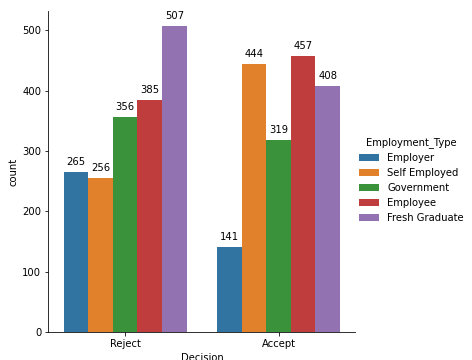 500
400
300
200
100
0
count
265
256
356
385
507
141
444
319
457
408
Reject
Accept
Decision
Employment_Type
Employer
Self Employed
Government
Employee
Fresh Graduate